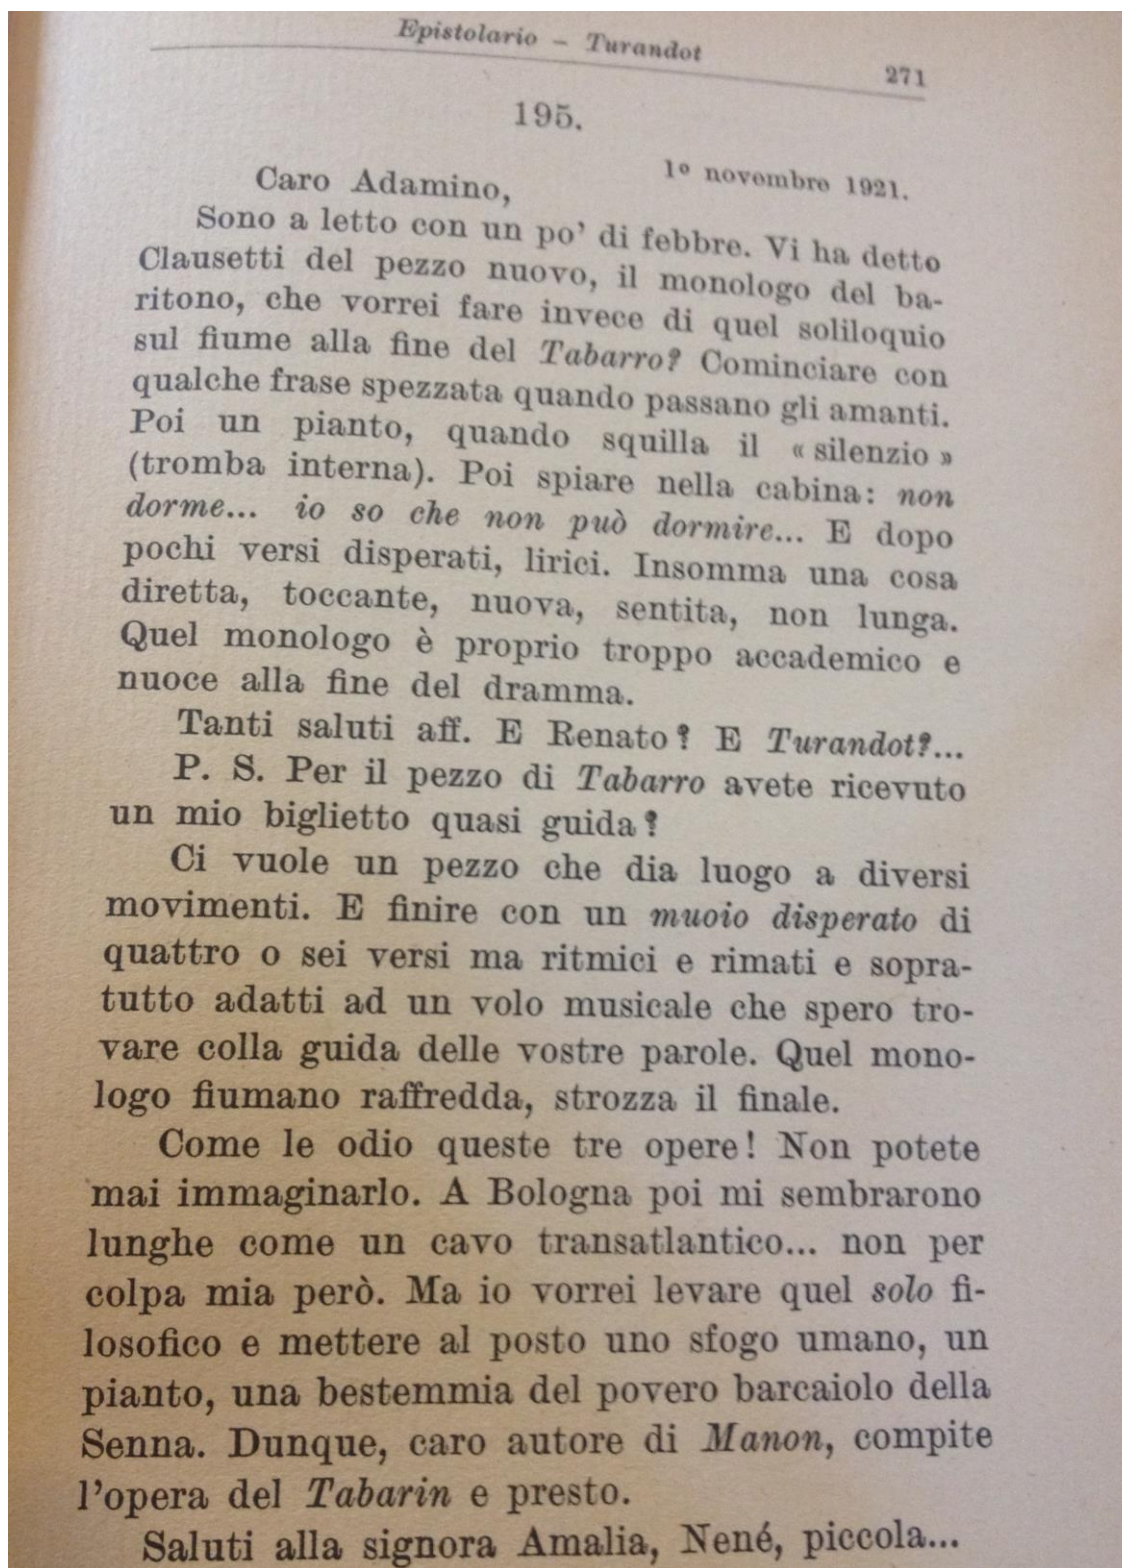 Epistolario – Turandot
271
195.
1º novembre 1921.
Caro Adamino,
Sono a letto con un po’ di febbre. Vi ha detto
Clausetti del pezzo nuovo, il monologo del ba-
ritono, che vorrei fare invece di quel soliloquio
sul fiume alla fine del Tabarro? Cominciare con
qualche frase spezzata quando passano gli amanti.
Poi un pianto, quando squilla il « silenzio »
(tromba interna). Poi spiare nella cabina: non
dorme... io so che non può dormire... E dopo
pochi versi disperati, lirici. Insomma una cosa
diretta, toccante, nuova, sentita, non lunga.
Quel monologo è proprio troppo accademico e
nuoce alla fine del dramma.
Tanti saluti aff. E Renato? E Turandot?...
P. S. Per il pezzo di Tabarro avete ricevuto
un mio biglietto quasi guida?
Ci vuole un pezzo che dia luogo a diversi
movimenti. E finire con un muoio disperato di
quattro o sei versi ma ritmici e rimati e sopra-
tutto adatti ad un volo musicale che spero tro-
vare colla guida delle vostre parole. Quel mono-
logo fiumano raffredda, strozza il finale.
Come le odio queste tre opere! Non potete
mai immaginarlo. A Bologna poi mi sembrarono
lunghe come un cavo transatlantico... non per
colpa mia però. Ma io vorrei levare quel solo fi-
losofico e mettere al posto uno sfogo umano, un
pianto, una bestemmia del povero barcaiolo della
Senna. Dunque, caro autore di Manon, compite
l’opera del Tabarin e presto.
Saluti alla signora Amalia, Nené, piccola...